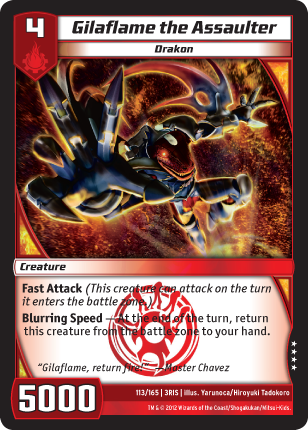 4
Gilaflame the Assaulter
Drakon
Creature
Fast Attack (This creature can attack on the turn
it enters the battle zone.)
Blurring Speed — At the end of the turn, return
this creature from the battle zone to your hand.
"Gilaflame, return fire!" —Master Chavez
5000
113/165 | 3RIS | illus. Yarunoca/Hiroyuki Tadokoro
TM & © 2012 Wizards of the Coast/Shogakukan/Mitsui-Kids.